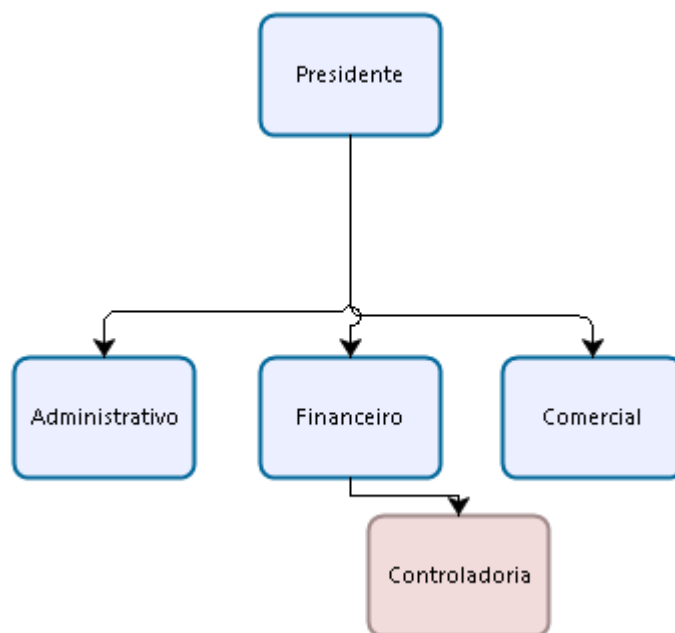 Presidente
Administrativo
Financeiro
Comercial
Controladoria